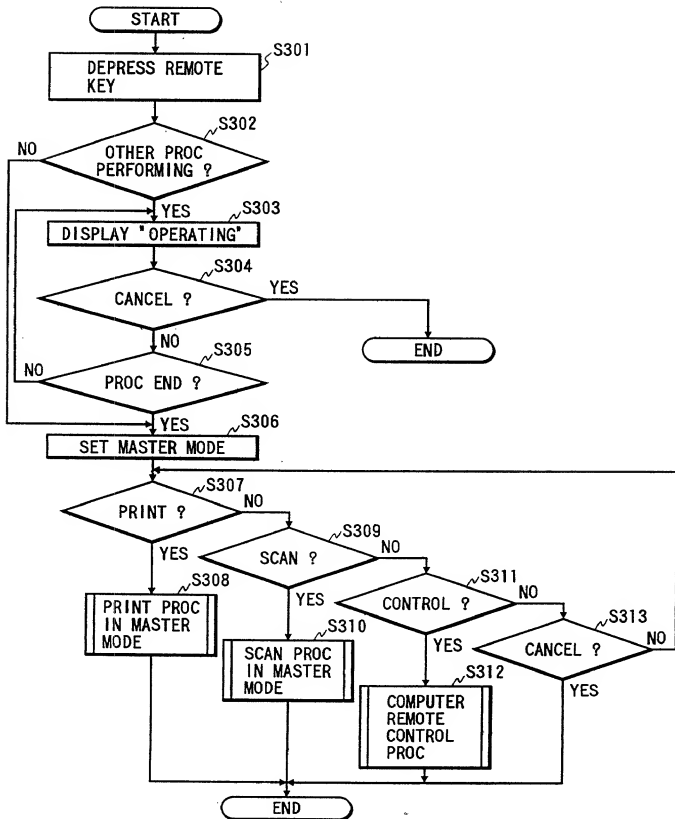 START
S301
DEPRESS REMOTE
KEY
S302
NO
OTHER PROC
PERFORMING ?
YES
S303
DISPLAY "OPERATING"
S304
CANCEL ?
YES
NO
END
S305
NO
PROC END ?
YES
S306
SET MASTER MODE
S307
NO
PRINT ?
YES
S309
NO
SCAN ?
YES
S308
PRINT PROC
IN MASTER
MODE
S311
NO
CONTROL ?
YES
S310
SCAN PROC
IN MASTER
MODE
S313
NO
CANCEL ?
YES
S312
COMPUTER
REMOTE
CONTROL
PROC
END